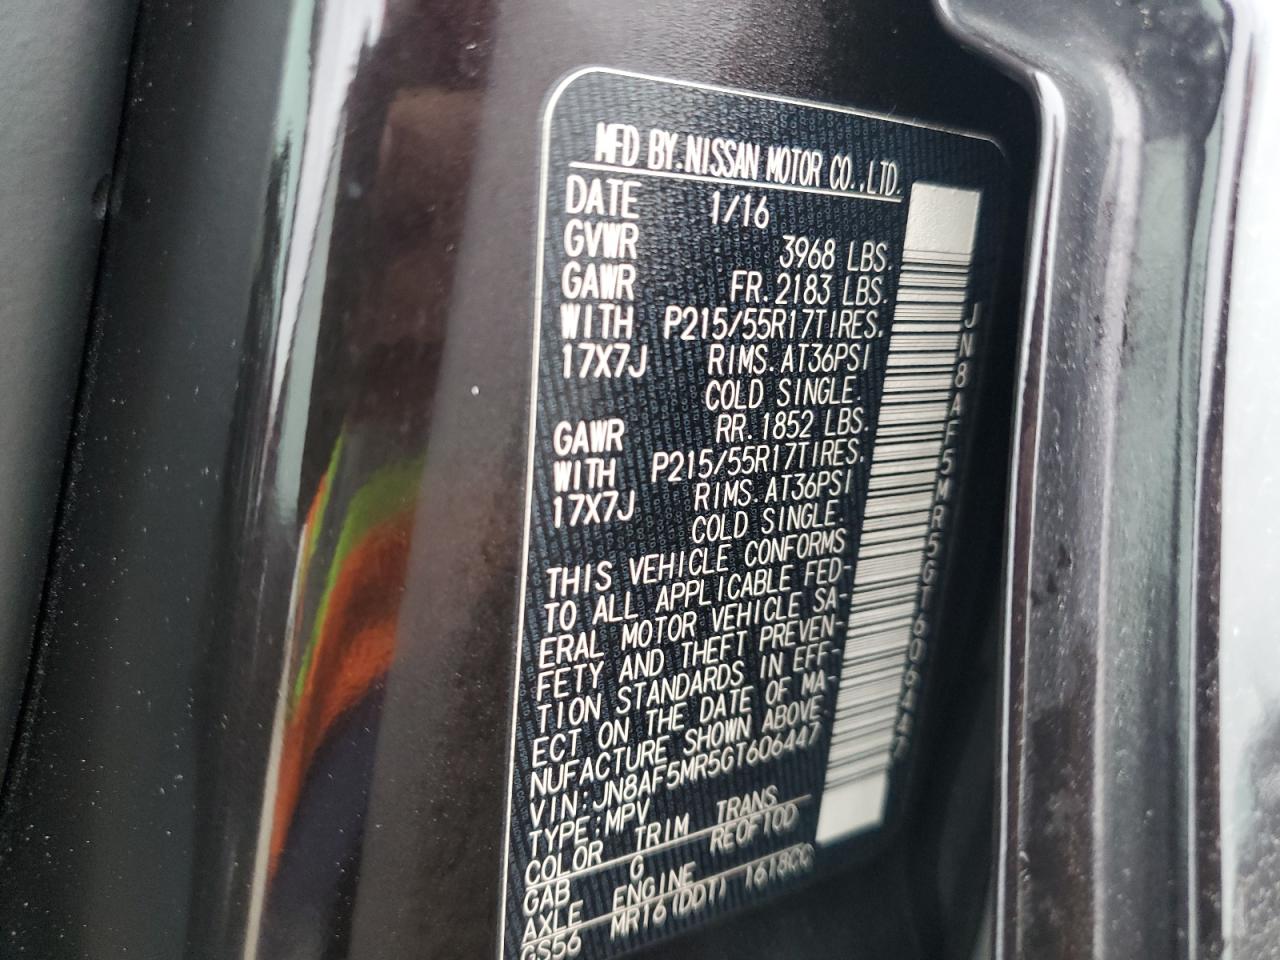 MFD BY.NISSAN MOTOR CO.,LTD.
DATE 1/16
GVWR 3968 LBS.
GAWR FR.2183 LBS.
WITH P215/55R17TIRES.
17X7J RIMS.AT36PSI
COLD SINGLE.
GAWR RR.1852 LBS.
WITH P215/55R17TIRES.
17X7J RIMS.AT36PSI
COLD SINGLE.
THIS VEHICLE CONFORMS
TO ALL APPLICABLE FED-
ERAL MOTOR VEHICLE SA-
FETY AND THEFT PREVEN-
TION STANDARDS IN EFF-
ECT ON THE DATE OF MA-
NUFACTURE SHOWN ABOVE
VIN:JN8AF5MR5GT606447
TYPE:MPV
COLOR TRIM TRANS
GAB G RE0F10D
AXLE ENGINE
GS56 MR16(DDT) 1618CC
JN8AF5MR5GT606447